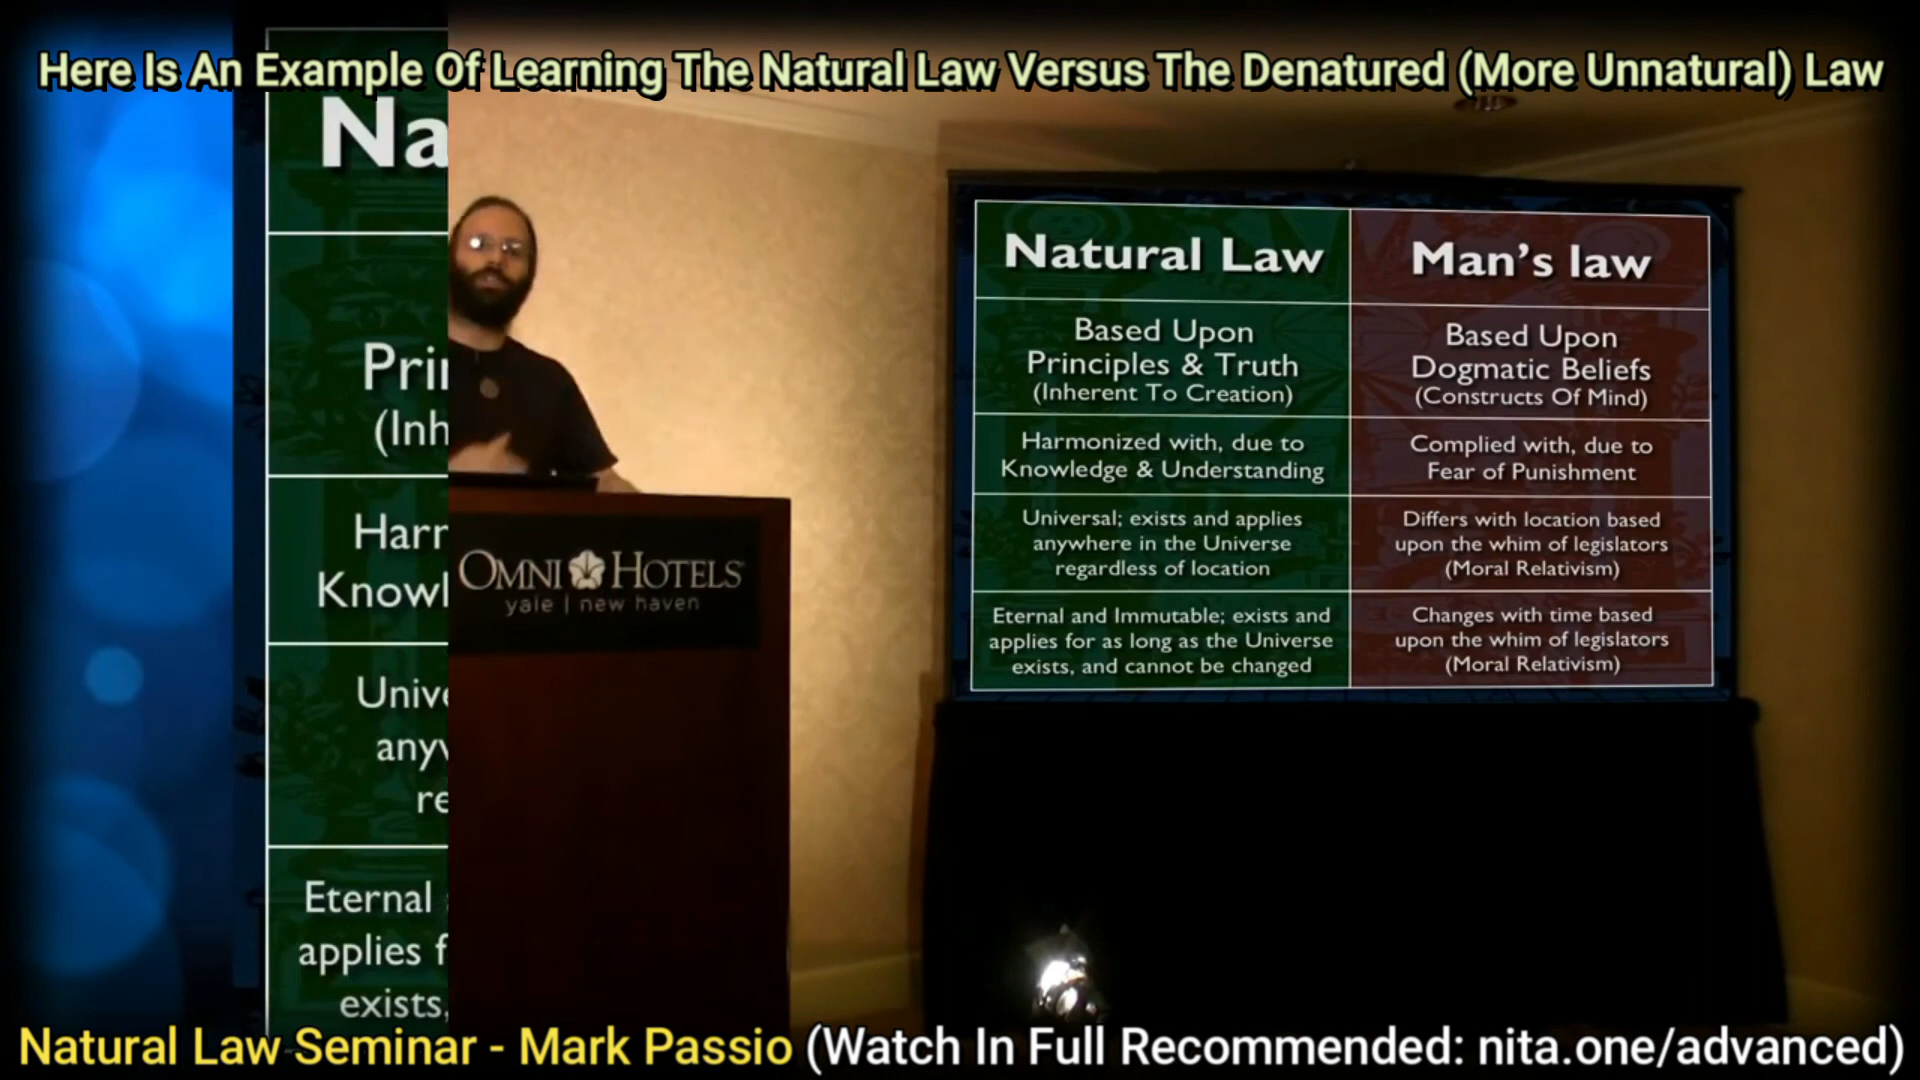 Here Is An Example Of Learning The Natural Law Versus The Denatured (More Unnatural) Law
Na
Prin
(Inh
Harr
Knowl
Unive
anyw
re
Eternal
applies f
exists,
OMNI HOTELS
yale | new haven
Natural Law
Man's law
Based Upon
Principles & Truth
(Inherent To Creation)
Based Upon
Dogmatic Beliefs
(Constructs Of Mind)
Harmonized with, due to
Knowledge & Understanding
Complied with, due to
Fear of Punishment
Universal; exists and applies
anywhere in the Universe
regardless of location
Differs with location based
upon the whim of legislators
(Moral Relativism)
Eternal and Immutable; exists and
applies for as long as the Universe
exists, and cannot be changed
Changes with time based
upon the whim of legislators
(Moral Relativism)
Natural Law Seminar - Mark Passio (Watch In Full Recommended: nita.one/advanced)